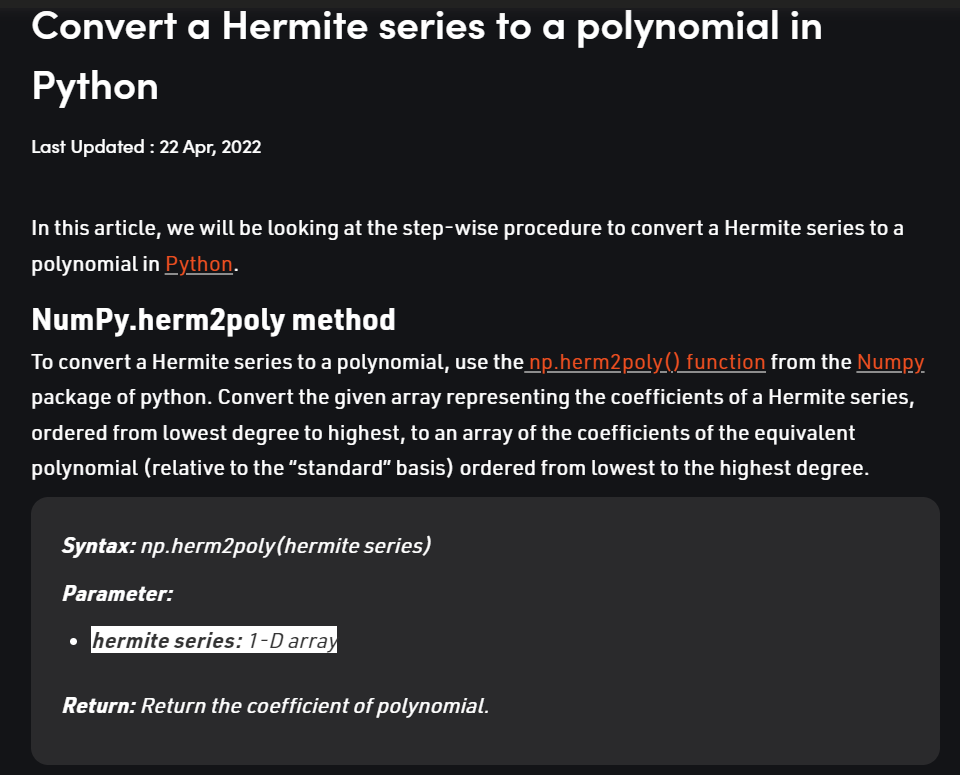 Convert a Hermite series to a polynomial in
Python
Last Updated : 22 Apr, 2022
In this article, we will be looking at the step-wise procedure to convert a Hermite series to a
polynomial in Python.
NumPy.herm2poly method
To convert a Hermite series to a polynomial, use the np.herm2poly() function from the Numpy
package of python. Convert the given array representing the coefficients of a Hermite series,
ordered from lowest degree to highest, to an array of the coefficients of the equivalent
polynomial (relative to the “standard” basis) ordered from lowest to the highest degree.
Syntax: np.herm2poly(hermite series)
Parameter:
• hermite series: 1-D array
Return: Return the coefficient of polynomial.